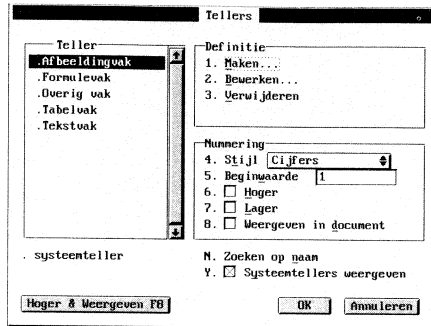 Tellers
Teller
.Afbeeldingvak
.Formulevak
.Overig vak
.Tabelvak
.Tekstvak
. systeemteller
Hoger & Weergeven F8
Definitie
1. Maken...
2. Bewerken...
3. Verwijderen
Nummering
4. Stijl Cijfers
5. Beginwaarde 1
6. Hoger
7. Lager
8. Weergeven in document
N. Zoeken op naam
Y. Systeemtellers weergeven
OK Annuleren